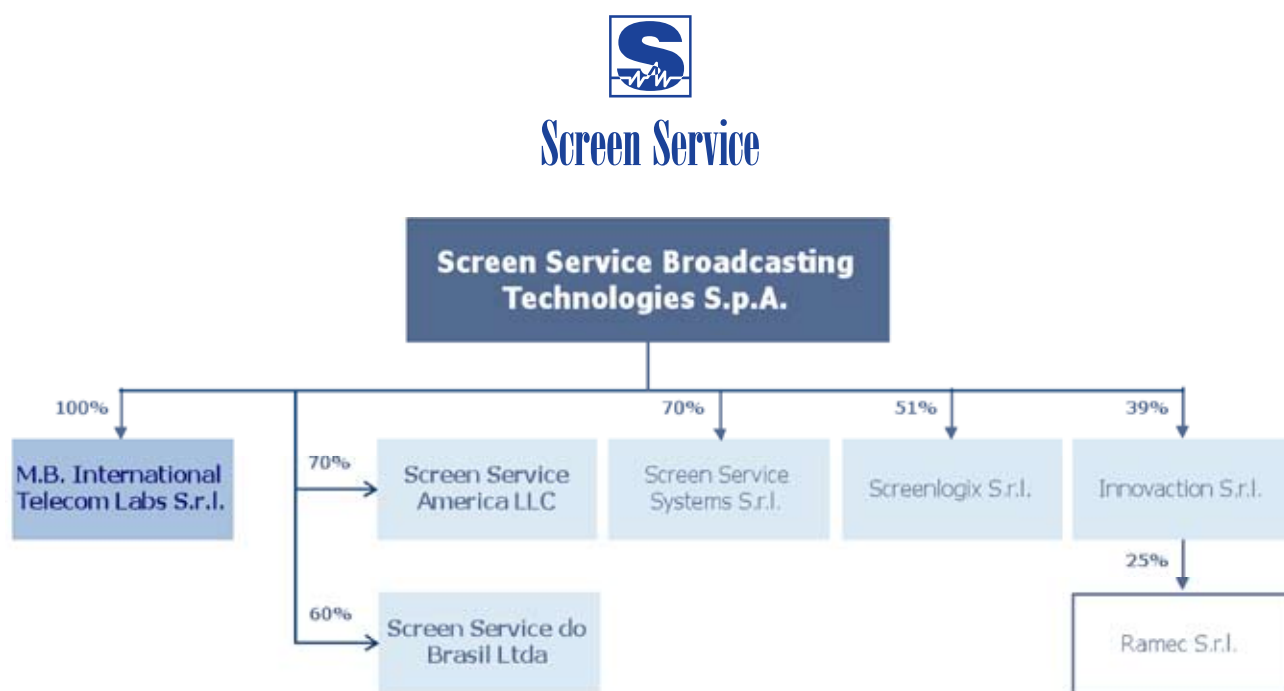 Screen Service
Screen Service Broadcasting
Technologies S.p.A.
100%
70%
51%
39%
M.B. International
Telecom Labs S.r.l.
70%
Screen Service
America LLC
Screen Service
Systems S.r.l.
Screenlogix S.r.l.
Innovaction S.r.l.
25%
60%
Screen Service do
Brasil Ltda
Ramec S.r.l.